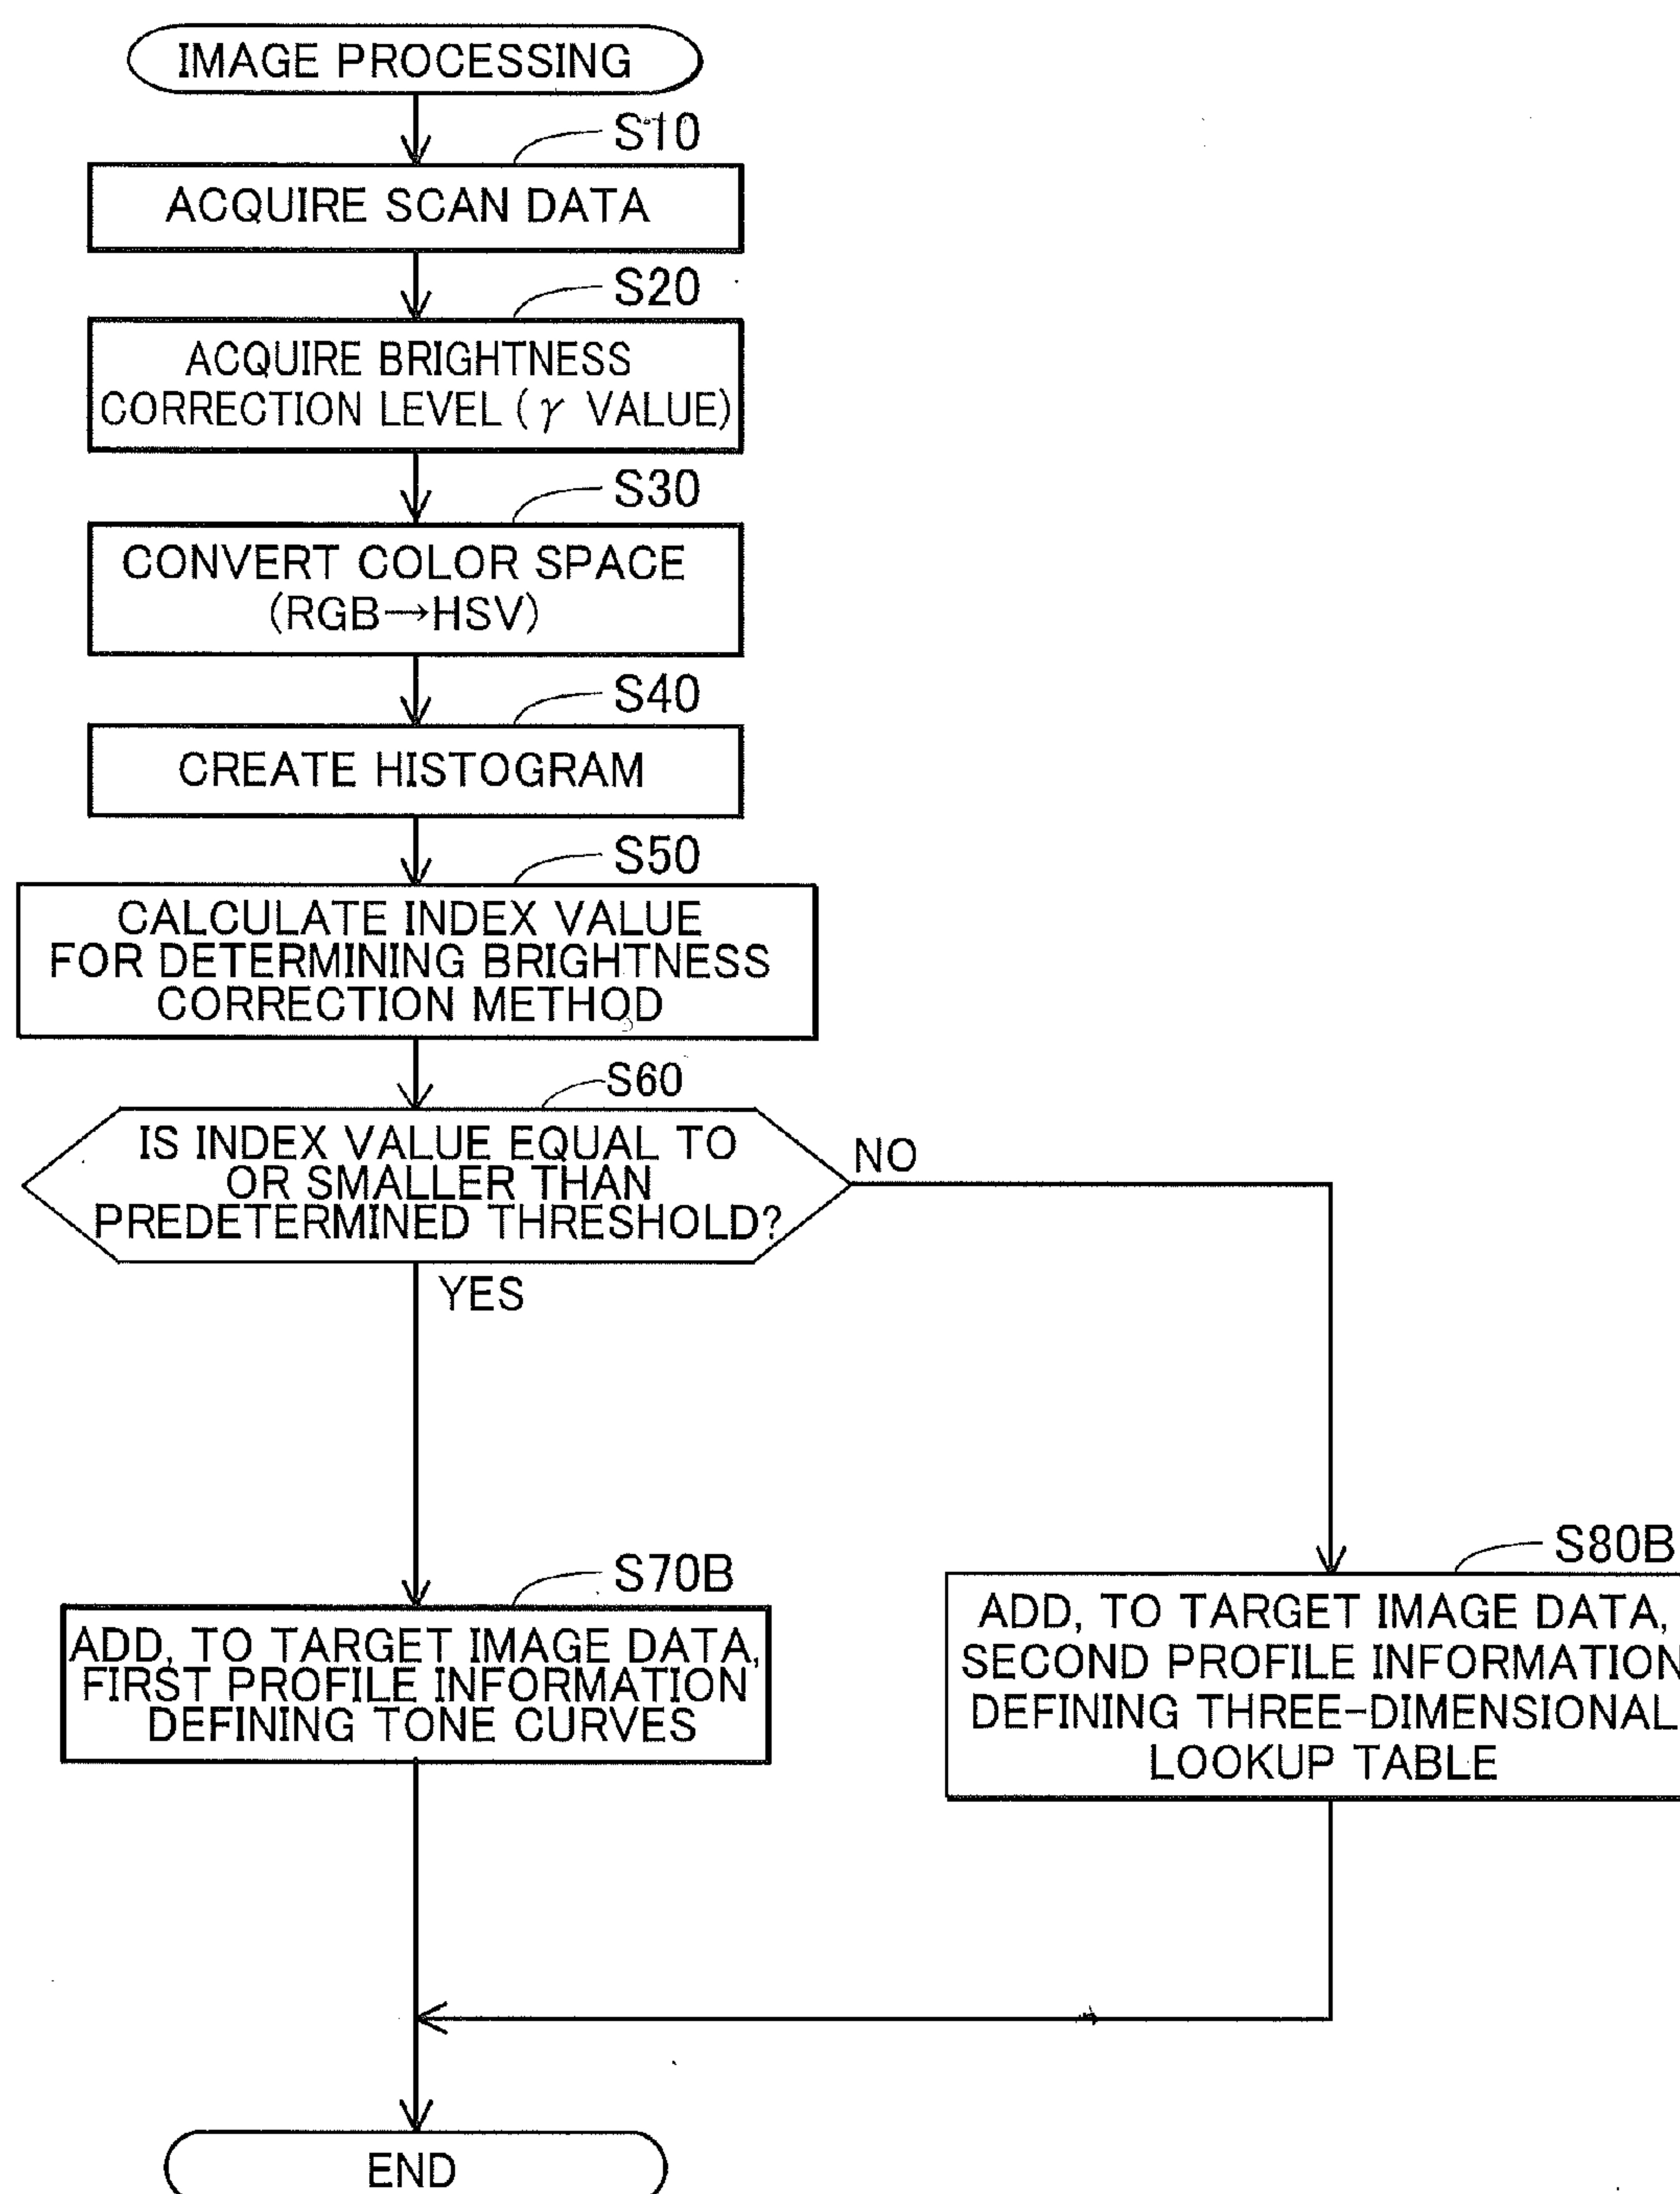 IMAGE PROCESSING
S10
ACQUIRE SCAN DATA
S20
ACQUIRE BRIGHTNESS
CORRECTION LEVEL (γ VALUE)
S30
CONVERT COLOR SPACE
(RGB→HSV)
S40
CREATE HISTOGRAM
S50
CALCULATE INDEX VALUE
FOR DETERMINING BRIGHTNESS
CORRECTION METHOD
S60
IS INDEX VALUE EQUAL TO
OR SMALLER THAN
PREDETERMINED THRESHOLD?
NO
YES
S70B
ADD, TO TARGET IMAGE DATA,
FIRST PROFILE INFORMATION
DEFINING TONE CURVES
S80B
ADD, TO TARGET IMAGE DATA,
SECOND PROFILE INFORMATION
DEFINING THREE-DIMENSIONAL
LOOKUP TABLE
END